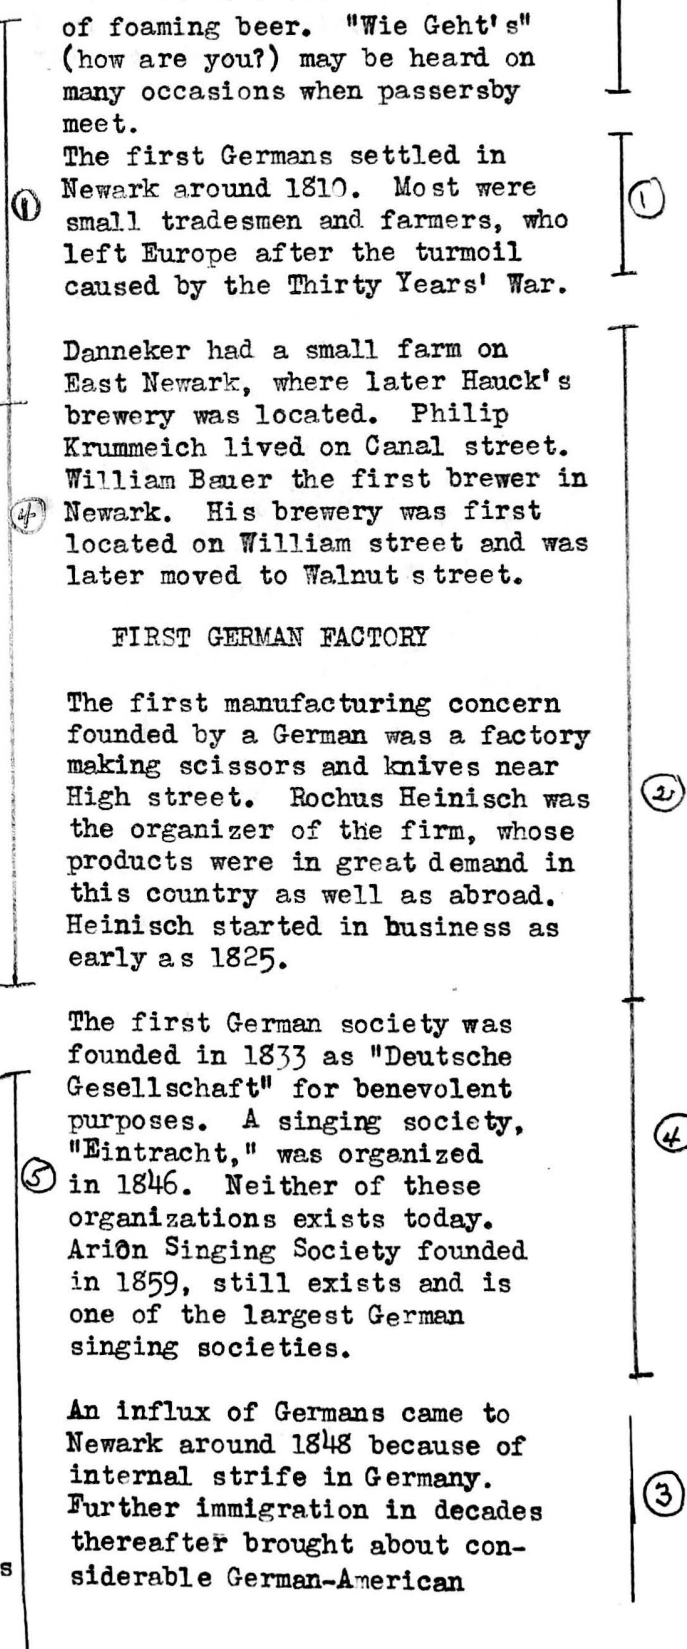 of foaming beer. "Wie Geht's"
(how are you?) may be heard on
many occasions when passersby
meet.
The first Germans settled in
Newark around 1810. Most were
small tradesmen and farmers, who
left Europe after the turmoil
caused by the Thirty Years' War.
1
1
Danneker had a small farm on
East Newark, where later Hauck's
brewery was located. Philip
Krummeich lived on Canal street.
William Bauer the first brewer in
Newark. His brewery was first
located on William street and was
later moved to Walnut street.
4
FIRST GERMAN FACTORY
The first manufacturing concern
founded by a German was a factory
making scissors and knives near
High street. Rochus Heinisch was
the organizer of the firm, whose
products were in great demand in
this country as well as abroad.
Heinisch started in business as
early as 1825.
2
The first German society was
founded in 1833 as "Deutsche
Gesellschaft" for benevolent
purposes. A singing society,
"Eintracht," was organized
in 1846. Neither of these
organizations exists today.
Arion Singing Society founded
in 1859, still exists and is
one of the largest German
singing societies.
5
4
An influx of Germans came to
Newark around 1848 because of
internal strife in Germany.
Further immigration in decades
thereafter brought about con-
siderable German-American
3
s